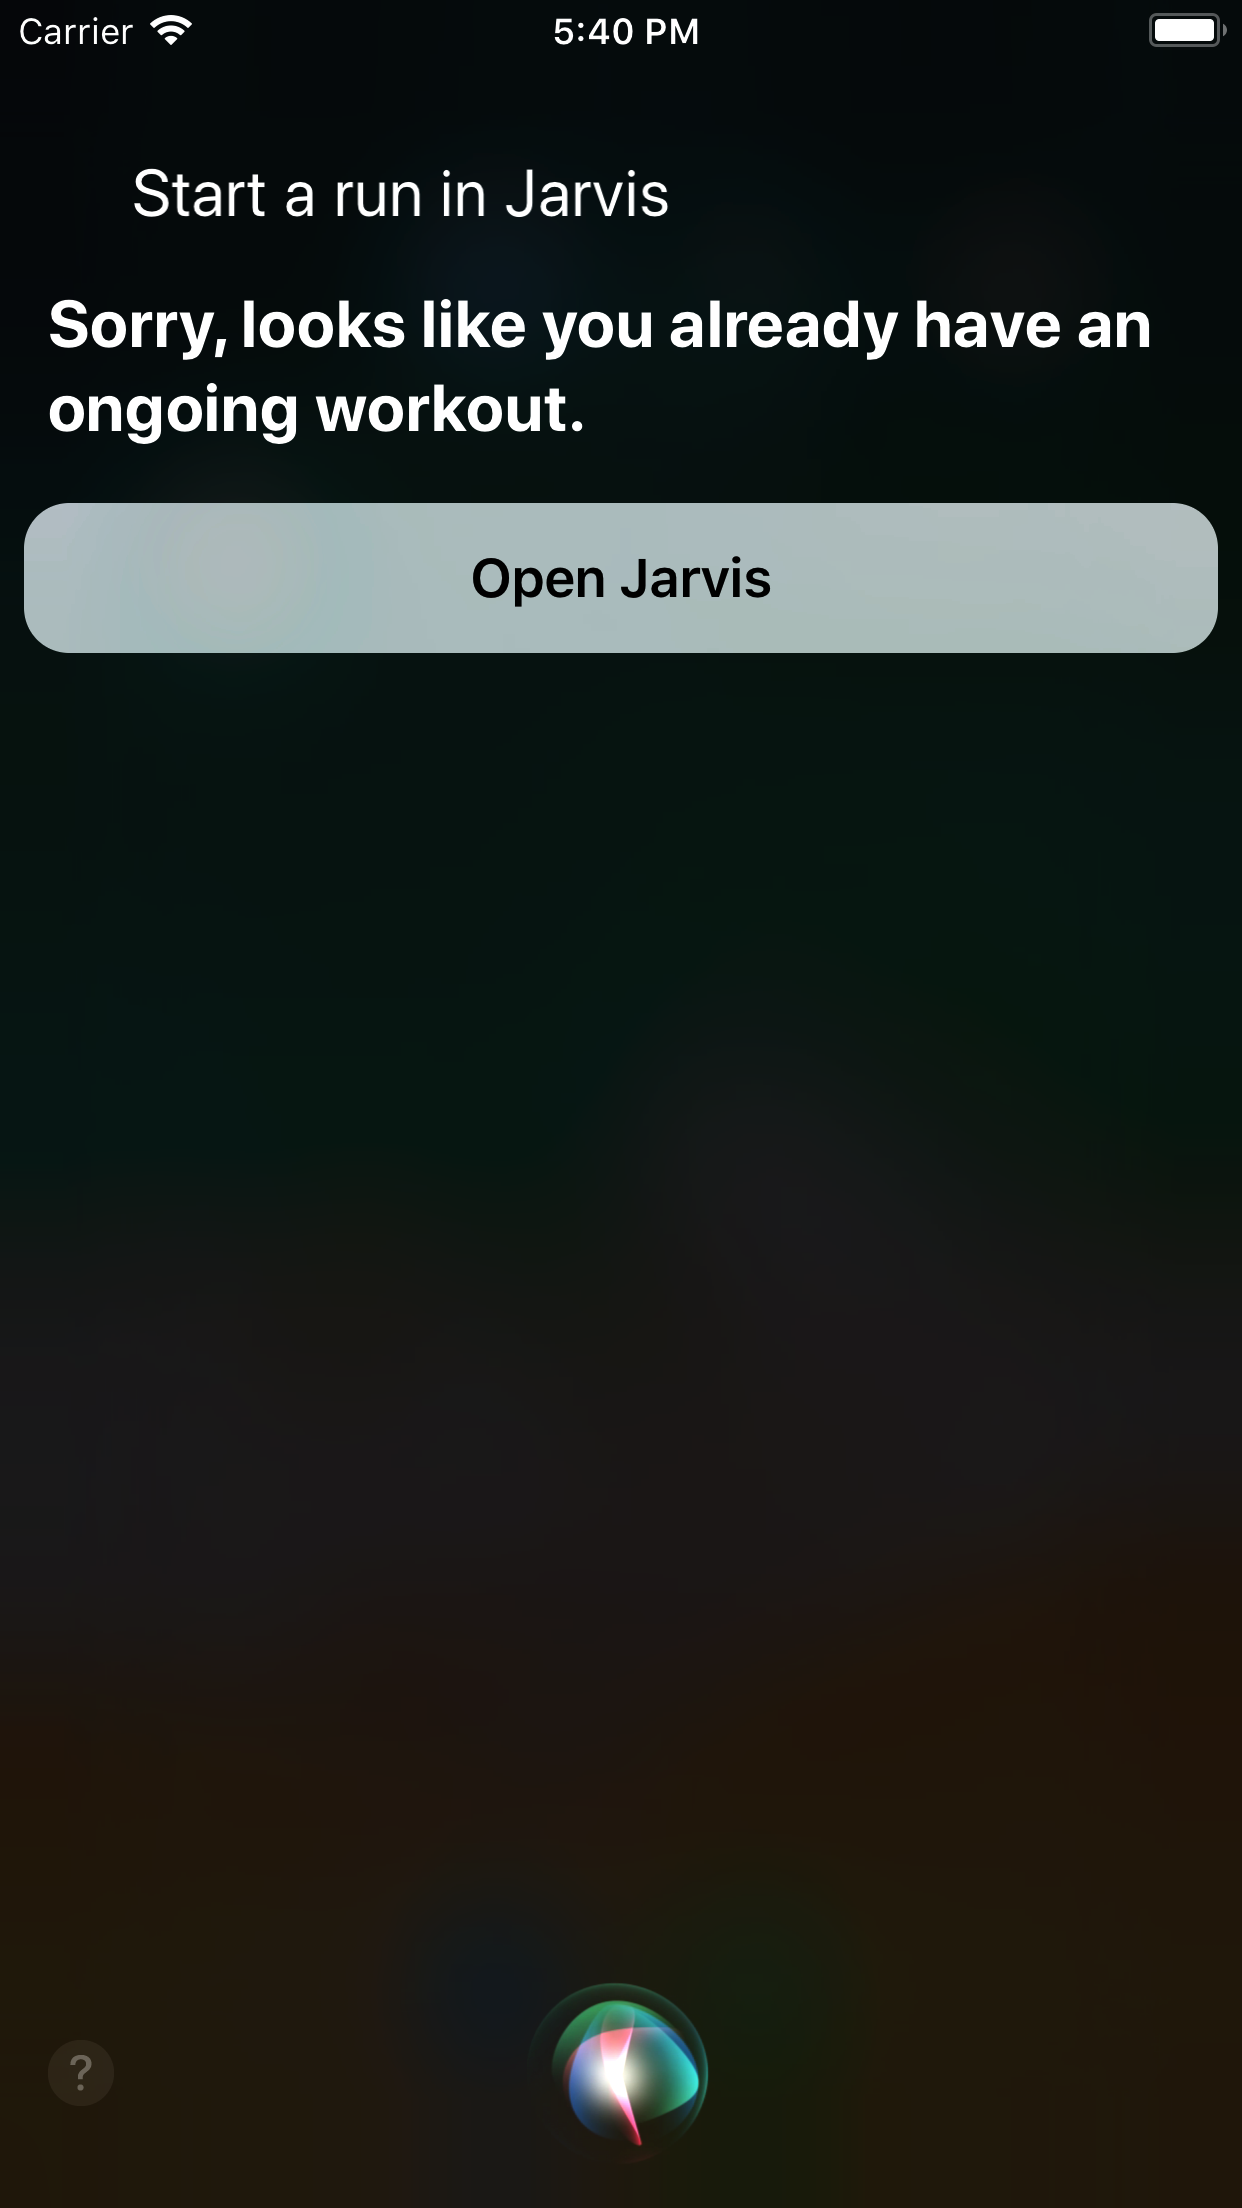 Carrier 5:40 PM
Start a run in Jarvis
Sorry, looks like you already have an
ongoing workout.
Open Jarvis
?